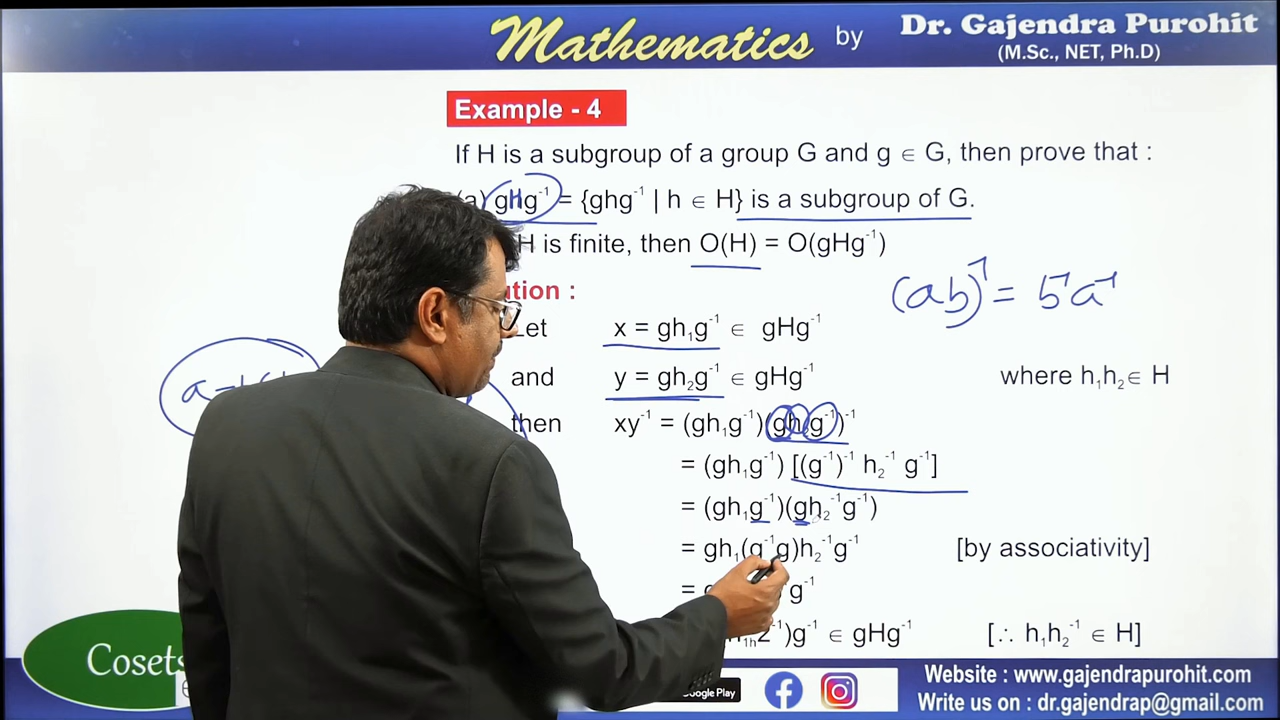 Mathematics by Dr. Gajendra Purohit
(M.Sc., NET, Ph.D)
Example - 4
If H is a subgroup of a group G and g ∈ G, then prove that :
(a) gHg⁻¹ = {ghg⁻¹ | h ∈ H} is a subgroup of G.
H is finite, then O(H) = O(gHg⁻¹)
(ab)⁻¹ = b⁻¹a⁻¹
ution :
Let x = gh₁g⁻¹ ∈ gHg⁻¹
and y = gh₂g⁻¹ ∈ gHg⁻¹ where h₁h₂∈ H
then xy⁻¹ = (gh₁g⁻¹)(gh₂g⁻¹)⁻¹
= (gh₁g⁻¹) [(g⁻¹)⁻¹ h₂⁻¹ g⁻¹]
= (gh₁g⁻¹)(gh₂⁻¹g⁻¹)
= gh₁(g⁻¹g)h₂⁻¹g⁻¹ [by associativity]
= g⁻¹
)g⁻¹ ∈ gHg⁻¹ [∴ h₁h₂⁻¹ ∈ H]
Cosets
Google Play
Website : www.gajendrapurohit.com
Write us on : dr.gajendrap@gmail.com